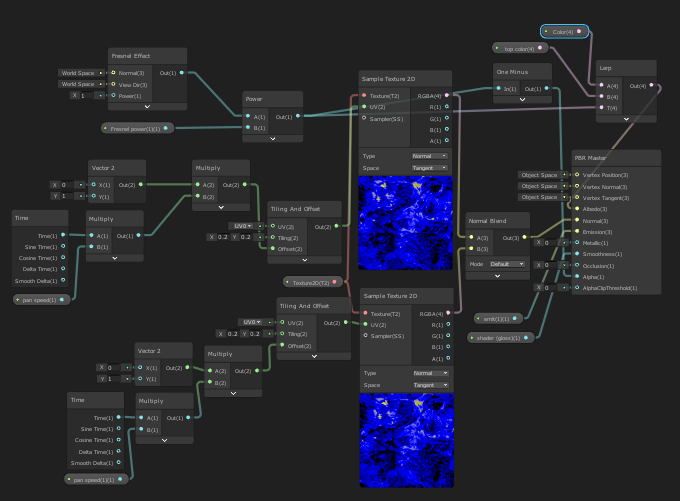 Fresnel Effect
World Space
Normal(3)
Out(1)
World Space
View Dir(3)
X 1
Power(1)
Fresnel power(1)(1)
Power
A(1)
Out(1)
B(1)
Vector 2
X 0
X(1)
Out(2)
Y 1
Y(1)
Multiply
A(2)
Out(2)
B(2)
Time
Time(1)
Sine Time(1)
Cosine Time(1)
Delta Time(1)
Smooth Delta(1)
Multiply
A(1)
Out(1)
B(1)
pan speed(1)
Tiling And Offset
UV0
UV(2)
Out(2)
X 0.2 Y 0.2
Tiling(2)
Offset(2)
Texture2D(T2)
Sample Texture 2D
Texture(T2)
RGBA(4)
UV(2)
R(1)
Sampler(SS)
G(1)
B(1)
A(1)
Type
Normal
Space
Tangent
Color(4)
top color(4)
One Minus
In(1)
Out(1)
Lerp
A(4)
Out(4)
B(4)
T(4)
PBR Master
Object Space
Vertex Position(3)
Object Space
Vertex Normal(3)
Object Space
Vertex Tangent(3)
Albedo(3)
Normal(3)
Emission(3)
X 0
Metallic(1)
Smoothness(1)
X 0
Occlusion(1)
Alpha(1)
X 0
AlphaClipThreshold(1)
Normal Blend
A(3)
Out(3)
B(3)
Mode
Default
shader (gloss)(1)
Tiling And Offset
UV0
UV(2)
Out(2)
X 0.2 Y 0.2
Tiling(2)
Offset(2)
Sample Texture 2D
Texture(T2)
RGBA(4)
UV(2)
R(1)
Sampler(SS)
G(1)
B(1)
A(1)
Type
Normal
Space
Tangent
Vector 2
X 0
X(1)
Out(2)
Y 1
Y(1)
Multiply
A(2)
Out(2)
B(2)
Time
Time(1)
Sine Time(1)
Cosine Time(1)
Delta Time(1)
Smooth Delta(1)
Multiply
A(1)
Out(1)
B(1)
pan speed(1)(1)